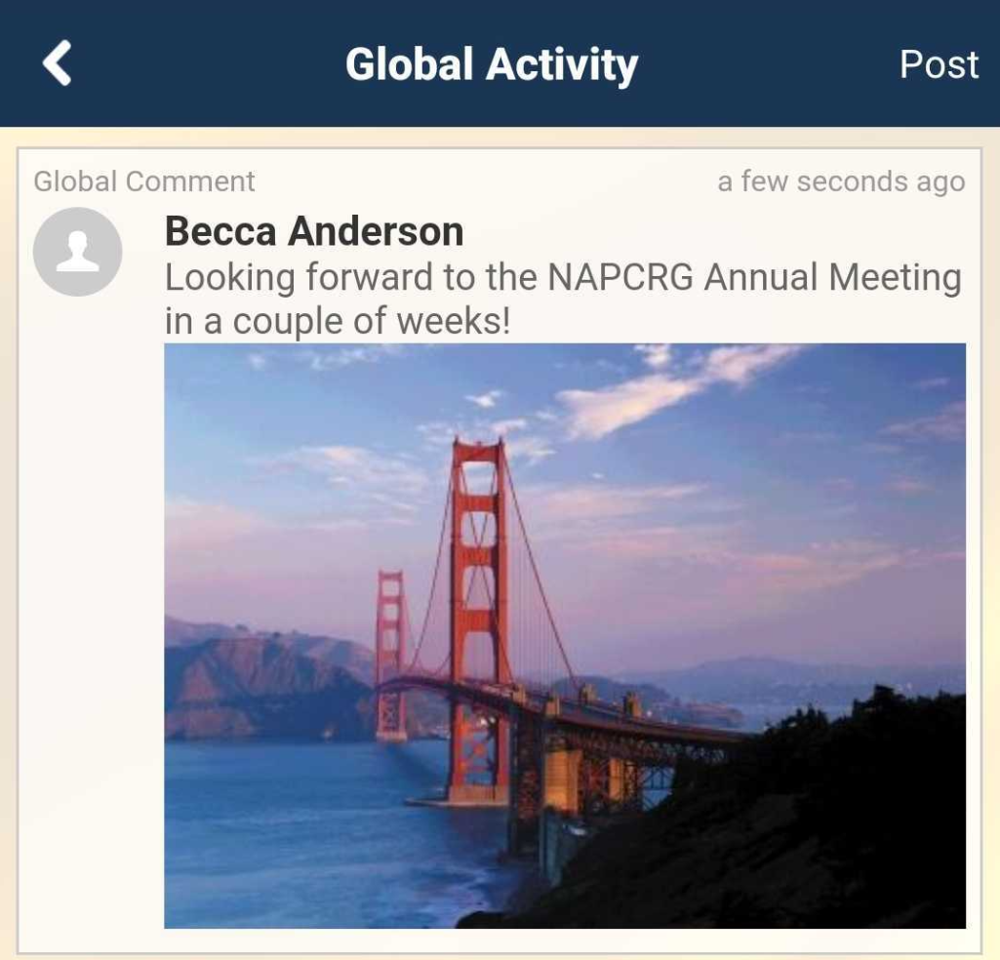 Global Activity
Post
Global Comment
a few seconds ago
Becca Anderson
Looking forward to the NAPCRG Annual Meeting
in a couple of weeks!